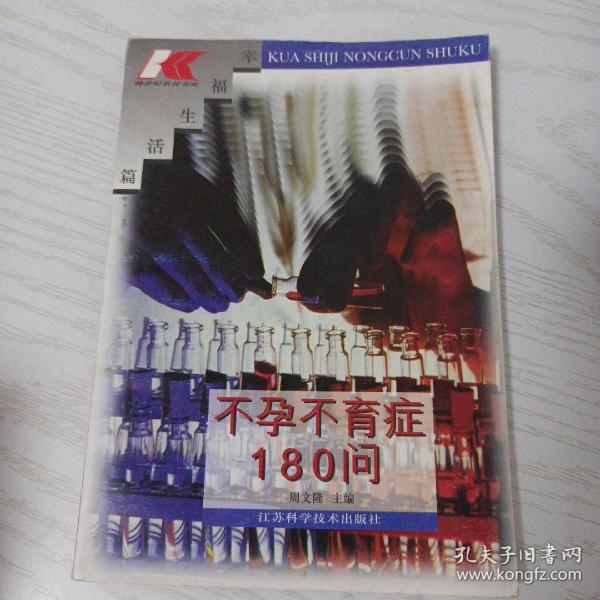 KUA SHIJI NONGCUN SHUKU
跨世纪农村书库
幸福生活篇
不孕不育症
180问
周文隆 主编
江苏科学技术出版社
孔夫子旧书网
www.kongfz.com